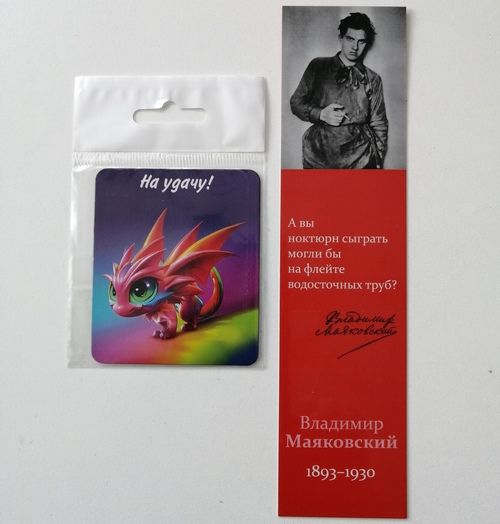 На удачу!
А вы
ноктюрн сыграть
могли бы
на флейте
водосточных труб?
Владимир
Маяковский
Владимир
Маяковский
1893–1930